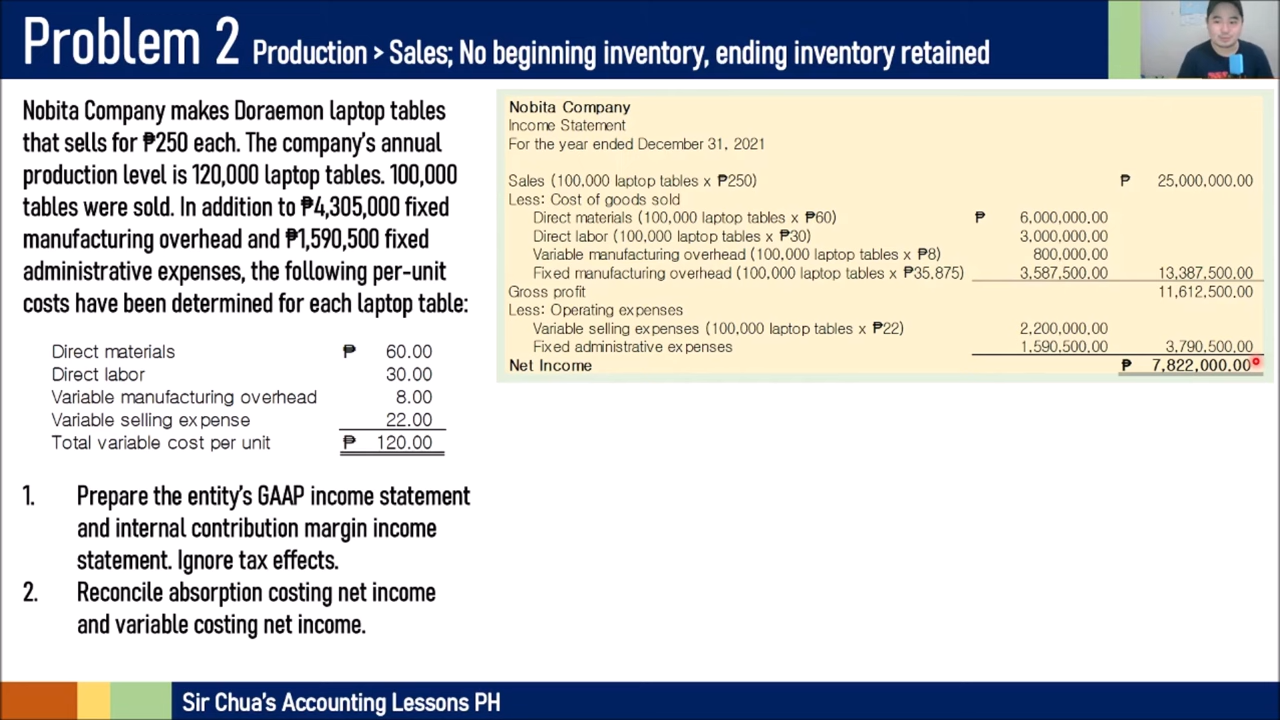 Problem 2 Production > Sales; No beginning inventory, ending inventory retained
Nobita Company makes Doraemon laptop tables
that sells for ₱250 each. The company's annual
production level is 120,000 laptop tables. 100,000
tables were sold. In addition to ₱4,305,000 fixed
manufacturing overhead and ₱1,590,500 fixed
administrative expenses, the following per-unit
costs have been determined for each laptop table:
Direct materials ₱ 60.00
Direct labor 30.00
Variable manufacturing overhead 8.00
Variable selling expense 22.00
Total variable cost per unit ₱ 120.00
1. Prepare the entity's GAAP income statement
and internal contribution margin income
statement. Ignore tax effects.
2. Reconcile absorption costing net income
and variable costing net income.
Nobita Company
Income Statement
For the year ended December 31, 2021
Sales (100,000 laptop tables x ₱250) ₱ 25,000,000.00
Less: Cost of goods sold
Direct materials (100,000 laptop tables x ₱60) ₱ 6,000,000.00
Direct labor (100,000 laptop tables x ₱30) 3,000,000.00
Variable manufacturing overhead (100,000 laptop tables x ₱8) 800,000.00
Fixed manufacturing overhead (100,000 laptop tables x ₱35.875) 3,587,500.00 13,387,500.00
Gross profit 11,612,500.00
Less: Operating expenses
Variable selling expenses (100,000 laptop tables x ₱22) 2,200,000.00
Fixed administrative expenses 1,590,500.00 3,790,500.00
Net Income ₱ 7,822,000.00
Sir Chua's Accounting Lessons PH